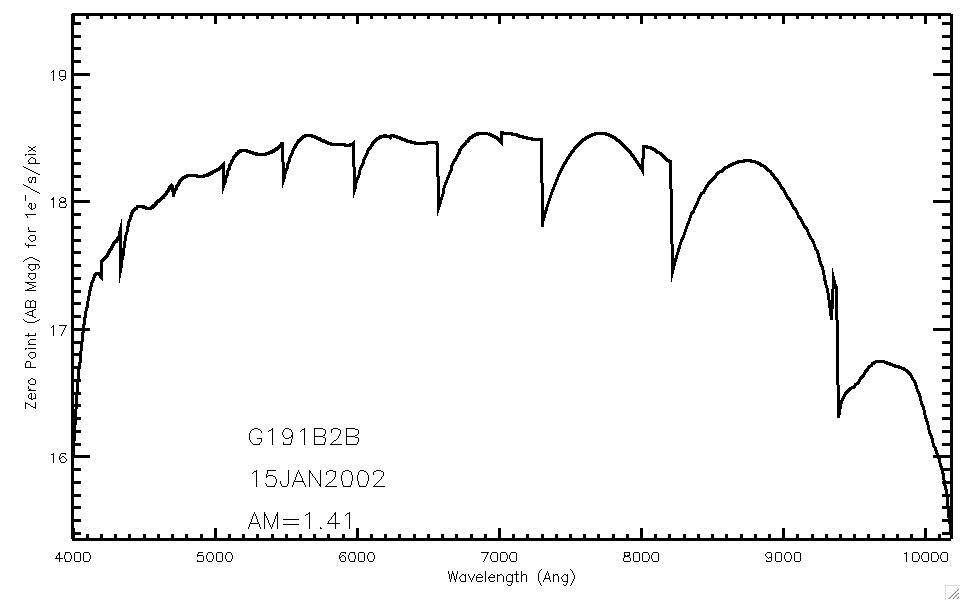 19
18
17
16
Zero Point (AB Mag) for 1e⁻/s/pix
G191B2B
15JAN2002
AM=1.41
4000 5000 6000 7000 8000 9000 10000
Wavelength (Ang)